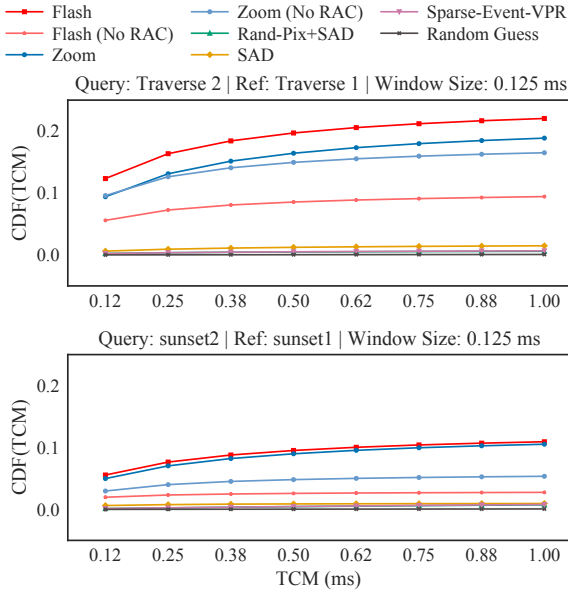 Flash
Flash (No RAC)
Zoom
Zoom (No RAC)
Rand-Pix+SAD
SAD
Sparse-Event-VPR
Random Guess
Query: Traverse 2 | Ref: Traverse 1 | Window Size: 0.125 ms
CDF(TCM)
0.2
0.1
0.0
0.12 0.25 0.38 0.50 0.62 0.75 0.88 1.00
Query: sunset2 | Ref: sunset1 | Window Size: 0.125 ms
CDF(TCM)
0.2
0.1
0.0
0.12 0.25 0.38 0.50 0.62 0.75 0.88 1.00
TCM (ms)